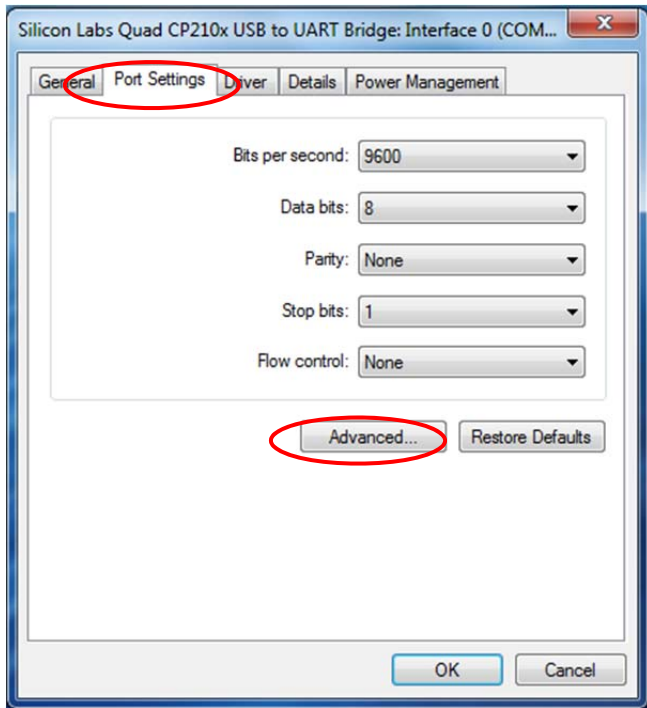 Silicon Labs Quad CP210x USB to UART Bridge: Interface 0 (COM...
General Port Settings Driver Details Power Management
Bits per second: 9600
Data bits: 8
Parity: None
Stop bits: 1
Flow control: None
Advanced... Restore Defaults
OK Cancel